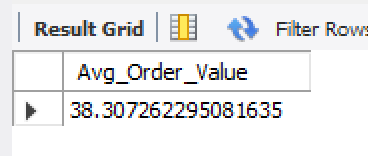 Result Grid Filter Rows
Avg_Order_Value
38.307262295081635